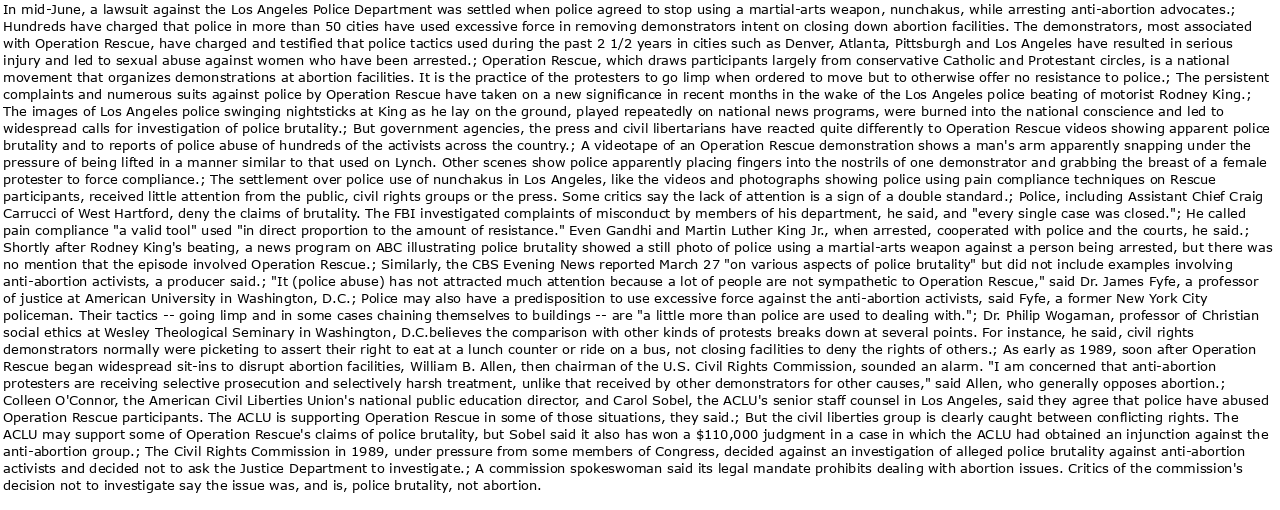 In mid-June, a lawsuit against the Los Angeles Police Department was settled when police agreed to stop using a martial-arts weapon, nunchakus, while arresting anti-abortion advocates.;
Hundreds have charged that police in more than 50 cities have used excessive force in removing demonstrators intent on closing down abortion facilities. The demonstrators, most associated
with Operation Rescue, have charged and testified that police tactics used during the past 2 1/2 years in cities such as Denver, Atlanta, Pittsburgh and Los Angeles have resulted in serious
injury and led to sexual abuse against women who have been arrested.; Operation Rescue, which draws participants largely from conservative Catholic and Protestant circles, is a national
movement that organizes demonstrations at abortion facilities. It is the practice of the protesters to go limp when ordered to move but to otherwise offer no resistance to police.; The persistent
complaints and numerous suits against police by Operation Rescue have taken on a new significance in recent months in the wake of the Los Angeles police beating of motorist Rodney King.;
The images of Los Angeles police swinging nightsticks at King as he lay on the ground, played repeatedly on national news programs, were burned into the national conscience and led to
widespread calls for investigation of police brutality.; But government agencies, the press and civil libertarians have reacted quite differently to Operation Rescue videos showing apparent police
brutality and to reports of police abuse of hundreds of the activists across the country.; A videotape of an Operation Rescue demonstration shows a man's arm apparently snapping under the
pressure of being lifted in a manner similar to that used on Lynch. Other scenes show police apparently placing fingers into the nostrils of one demonstrator and grabbing the breast of a female
protester to force compliance.; The settlement over police use of nunchakus in Los Angeles, like the videos and photographs showing police using pain compliance techniques on Rescue
participants, received little attention from the public, civil rights groups or the press. Some critics say the lack of attention is a sign of a double standard.; Police, including Assistant Chief Craig
Carrucci of West Hartford, deny the claims of brutality. The FBI investigated complaints of misconduct by members of his department, he said, and "every single case was closed."; He called
pain compliance "a valid tool" used "in direct proportion to the amount of resistance." Even Gandhi and Martin Luther King Jr., when arrested, cooperated with police and the courts, he said.;
Shortly after Rodney King's beating, a news program on ABC illustrating police brutality showed a still photo of police using a martial-arts weapon against a person being arrested, but there was
no mention that the episode involved Operation Rescue.; Similarly, the CBS Evening News reported March 27 "on various aspects of police brutality" but did not include examples involving
anti-abortion activists, a producer said.; "It (police abuse) has not attracted much attention because a lot of people are not sympathetic to Operation Rescue," said Dr. James Fyfe, a professor
of justice at American University in Washington, D.C.; Police may also have a predisposition to use excessive force against the anti-abortion activists, said Fyfe, a former New York City
policeman. Their tactics -- going limp and in some cases chaining themselves to buildings -- are "a little more than police are used to dealing with."; Dr. Philip Wogaman, professor of Christian
social ethics at Wesley Theological Seminary in Washington, D.C.believes the comparison with other kinds of protests breaks down at several points. For instance, he said, civil rights
demonstrators normally were picketing to assert their right to eat at a lunch counter or ride on a bus, not closing facilities to deny the rights of others.; As early as 1989, soon after Operation
Rescue began widespread sit-ins to disrupt abortion facilities, William B. Allen, then chairman of the U.S. Civil Rights Commission, sounded an alarm. "I am concerned that anti-abortion
protesters are receiving selective prosecution and selectively harsh treatment, unlike that received by other demonstrators for other causes," said Allen, who generally opposes abortion.;
Colleen O'Connor, the American Civil Liberties Union's national public education director, and Carol Sobel, the ACLU's senior staff counsel in Los Angeles, said they agree that police have abused
Operation Rescue participants. The ACLU is supporting Operation Rescue in some of those situations, they said.; But the civil liberties group is clearly caught between conflicting rights. The
ACLU may support some of Operation Rescue's claims of police brutality, but Sobel said it also has won a $110,000 judgment in a case in which the ACLU had obtained an injunction against the
anti-abortion group.; The Civil Rights Commission in 1989, under pressure from some members of Congress, decided against an investigation of alleged police brutality against anti-abortion
activists and decided not to ask the Justice Department to investigate.; A commission spokeswoman said its legal mandate prohibits dealing with abortion issues. Critics of the commission's
decision not to investigate say the issue was, and is, police brutality, not abortion.